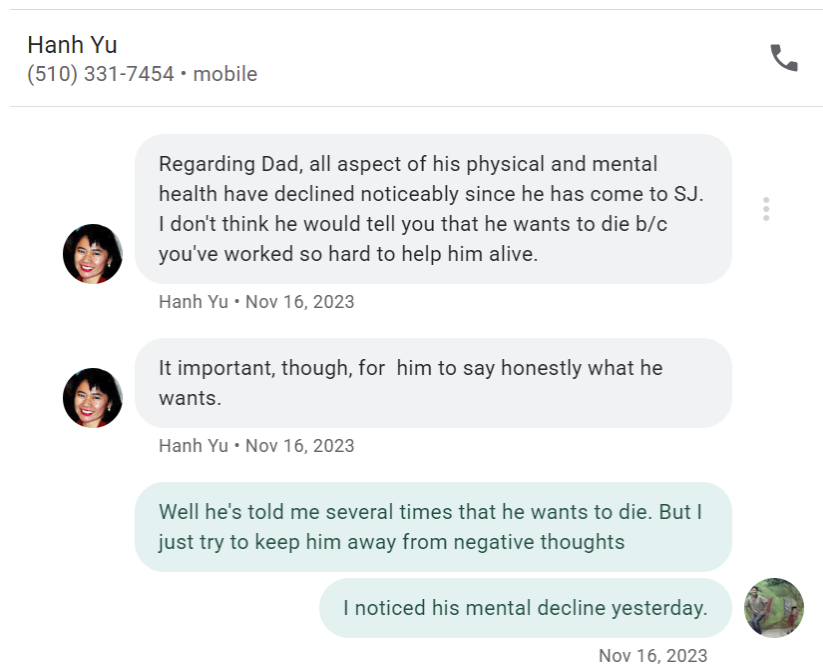 Hanh Yu
(510) 331-7454 • mobile
Regarding Dad, all aspect of his physical and mental
health have declined noticeably since he has come to SJ.
I don't think he would tell you that he wants to die b/c
you've worked so hard to help him alive.
Hanh Yu • Nov 16, 2023
It important, though, for  him to say honestly what he
wants.
Hanh Yu • Nov 16, 2023
Well he's told me several times that he wants to die. But I
just try to keep him away from negative thoughts
I noticed his mental decline yesterday.
Nov 16, 2023